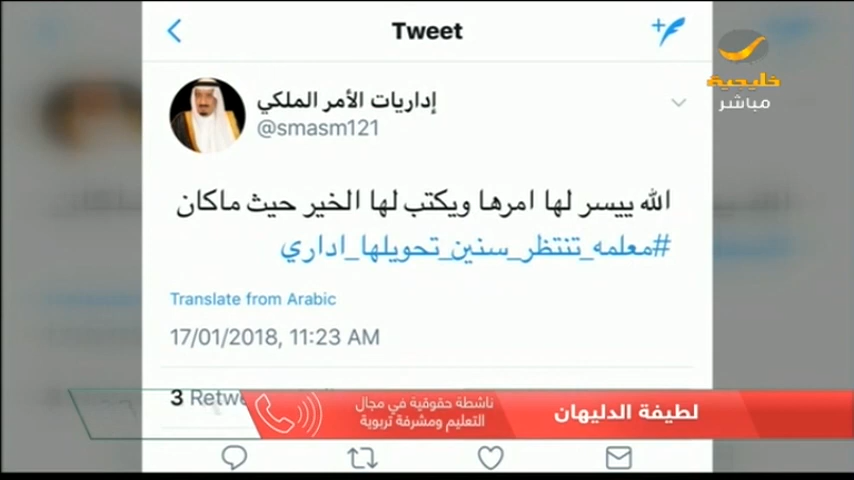 Tweet
خليجية
مباشر
إداريات الأمر الملكي
@smasm121
الله ييسر لها امرها ويكتب لها الخير حيث ماكان
#معلمه_تنتظر_سنين_تحويلها_اداري
Translate from Arabic
17/01/2018, 11:23 AM
3 Retwe
لطيفة الدليهان
ناشطة حقوقية في مجال
التعليم ومشرفة تربوية